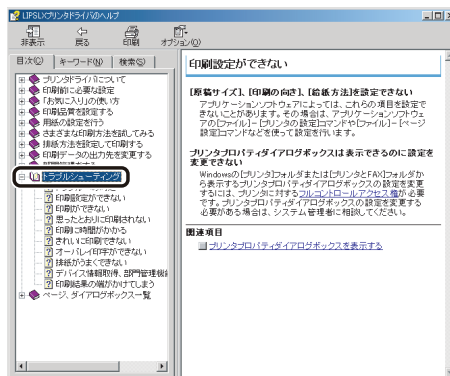 LIPSLXプリンタドライバのヘルプ
非表示 戻る 印刷 オプション(O)
目次(C) キーワード(N) 検索(S)
プリンタドライバについて
印刷前に必要な設定
「お気に入り」の使い方
印刷品質を設定する
用紙の設定を行う
さまざまな印刷方法を試してみる
排紙方法を設定して印刷する
印刷データの出力先を変更する
トラブルシューティング
印刷設定ができない
印刷ができない
思ったとおりに印刷されない
印刷に時間がかかる
きれいに印刷できない
オーバレイ印字ができない
排紙がうまくできない
デバイス情報取得、部門管理機
印刷結果の端がかけてしまう
ページ、ダイアログボックス一覧
印刷設定ができない
[原稿サイズ]、[印刷の向き]、[給紙方法]を設定できない
アプリケーションソフトウェアによっては、これらの項目を設定で
きないことがあります。その場合は、アプリケーションソフトウェ
アの[ファイル]-[プリンタの設定]コマンドや[ファイル]-[ページ
設定]コマンドなどを使って設定を行います。
プリンタプロパティダイアログボックスは表示できるのに設定を
変更できない
Windowsの[プリンタ]フォルダまたは[プリンタとFAX]フォルダか
ら表示するプリンタプロパティダイアログボックスの設定を変更
するには、プリンタに対するフルコントロールアクセス権が必要
です。プリンタプロパティダイアログボックスの設定を変更する
必要がある場合は、システム管理者に相談してください。
関連項目
プリンタプロパティダイアログボックスを表示する